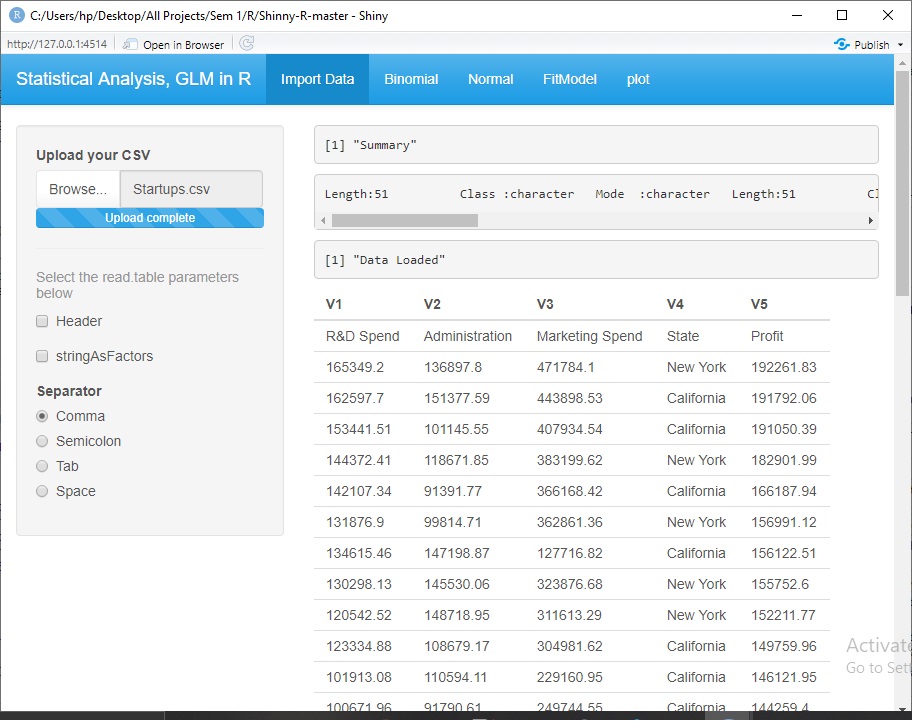 C:/Users/hp/Desktop/All Projects/Sem 1/R/Shinny-R-master - Shiny
http://127.0.0.1:4514 Open in Browser Publish
Statistical Analysis, GLM in R Import Data Binomial Normal FitModel plot
Upload your CSV
Browse... Startups.csv
Upload complete
Select the read.table parameters
below
Header
stringAsFactors
Separator
Comma
Semicolon
Tab
Space
[1] "Summary"
Length:51 Class :character Mode :character Length:51 Cl
[1] "Data Loaded"
V1 V2 V3 V4 V5
R&D Spend Administration Marketing Spend State Profit
165349.2 136897.8 471784.1 New York 192261.83
162597.7 151377.59 443898.53 California 191792.06
153441.51 101145.55 407934.54 California 191050.39
144372.41 118671.85 383199.62 New York 182901.99
142107.34 91391.77 366168.42 California 166187.94
131876.9 99814.71 362861.36 New York 156991.12
134615.46 147198.87 127716.82 California 156122.51
130298.13 145530.06 323876.68 New York 155752.6
120542.52 148718.95 311613.29 New York 152211.77
123334.88 108679.17 304981.62 California 149759.96
101913.08 110594.11 229160.95 California 146121.95
100671.96 91790.61 249744.55 California 144259.4
Activate
Go to Sett